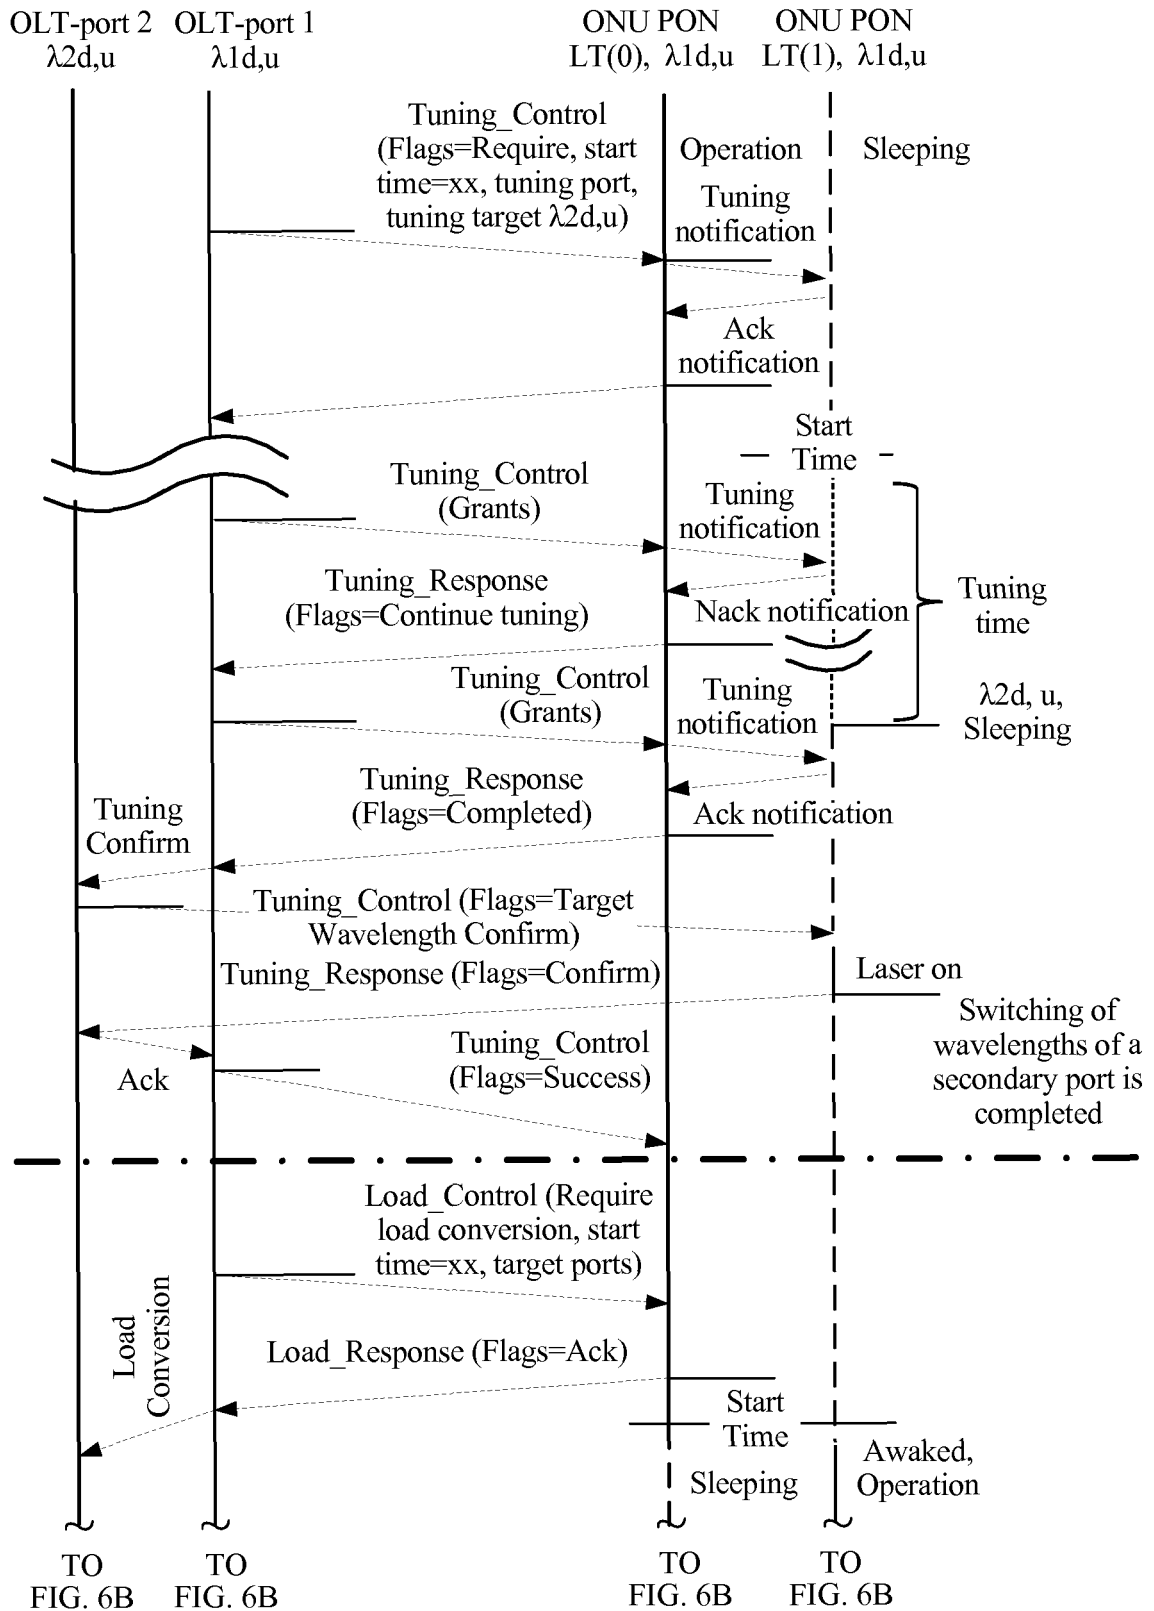 OLT-port 2
λ2d,u
OLT-port 1
λ1d,u
ONU PON
LT(0), λ1d,u
ONU PON
LT(1), λ1d,u
Tuning_Control
(Flags=Require, start
time=xx, tuning port,
tuning target λ2d,u)
Operation
Sleeping
Tuning
notification
Ack
notification
Start
Time
Tuning_Control
(Grants)
Tuning
notification
Tuning_Response
(Flags=Continue tuning)
Nack notification
Tuning
time
Tuning_Control
(Grants)
Tuning
notification
λ2d, u,
Sleeping
Tuning_Response
(Flags=Completed)
Ack notification
Tuning
Confirm
Tuning_Control (Flags=Target
Wavelength Confirm)
Tuning_Response (Flags=Confirm)
Laser on
Switching of
wavelengths of a
secondary port is
completed
Tuning_Control
(Flags=Success)
Ack
Load_Control (Require
load conversion, start
time=xx, target ports)
Load
Conversion
Load_Response (Flags=Ack)
Start
Time
Sleeping
Awaked,
Operation
TO
FIG. 6B
TO
FIG. 6B
TO
FIG. 6B
TO
FIG. 6B